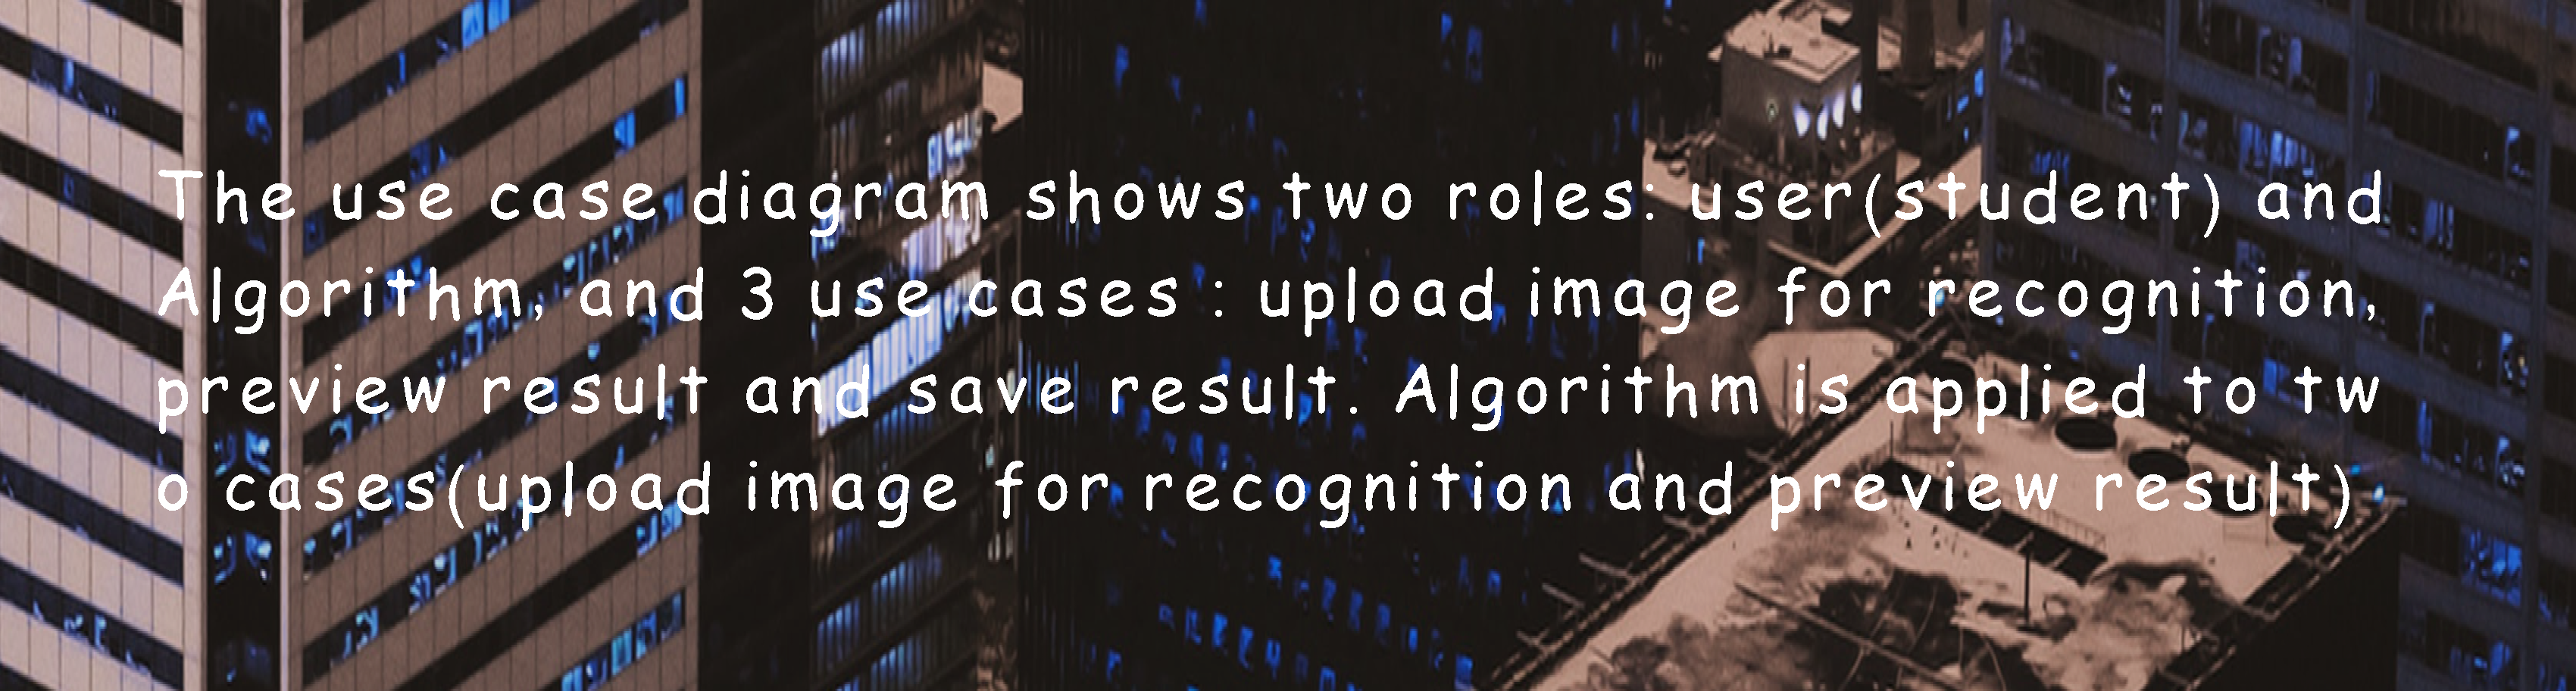 The use case diagram shows two roles: user(student) and
Algorithm, and 3 use cases : upload image for recognition,
preview result and save result. Algorithm is applied to tw
o cases(upload image for recognition and preview result)